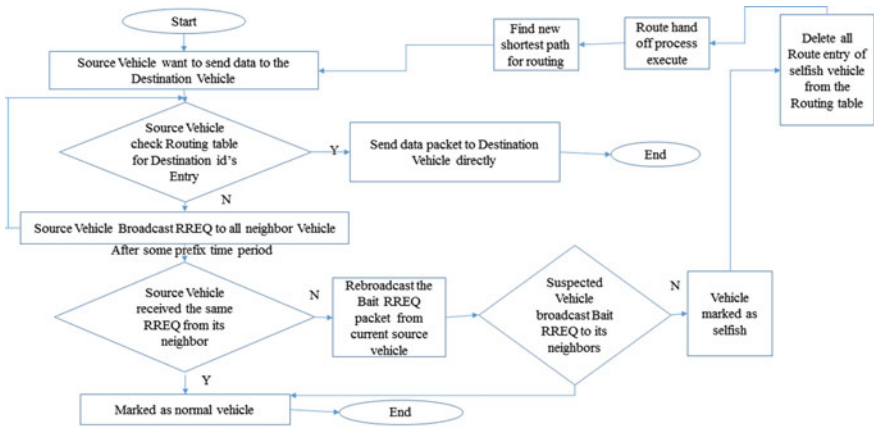 Start
Source Vehicle want to send data to the
Destination Vehicle
Find new
shortest path
for routing
Route hand
off process
execute
Delete all
Route entry of
selfish vehicle
from the
Routing table
Source Vehicle
check Routing table
for Destination id's
Entry
Y
Send data packet to Destination
Vehicle directly
End
N
Source Vehicle Broadcast RREQ to all neighbor Vehicle
After some prefix time period
Source Vehicle
received the same
RREQ from its
neighbor
N
Rebroadcast the
Bait RREQ
packet from
current source
vehicle
Suspected
Vehicle
broadcast Bait
RREQ to its
neighbors
N
Vehicle
marked as
selfish
Y
Marked as normal vehicle
End